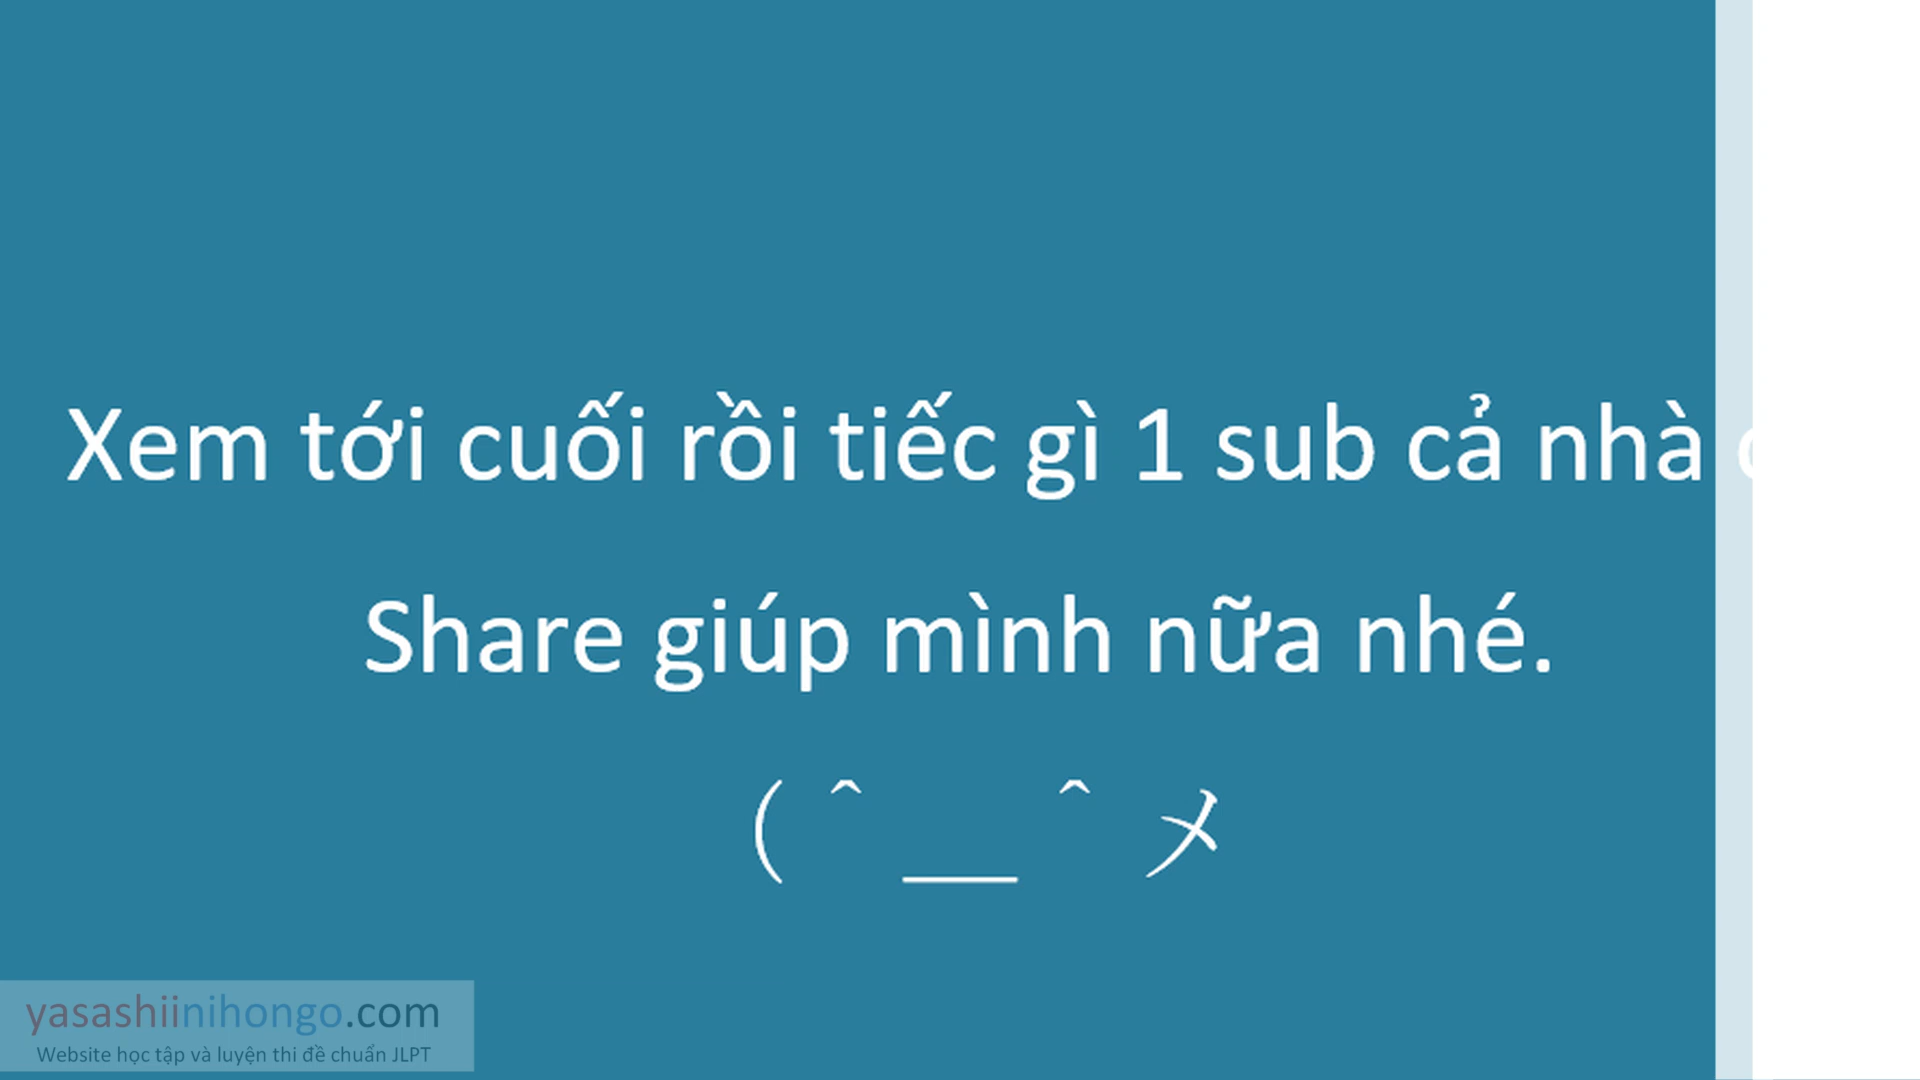 Xem tới cuối rồi tiếc gì 1 sub cả nhà
Share giúp mình nữa nhé.
( ^ __ ^ メ
yasashiinihongo.com
Website học tập và luyện thi đề chuẩn JLPT